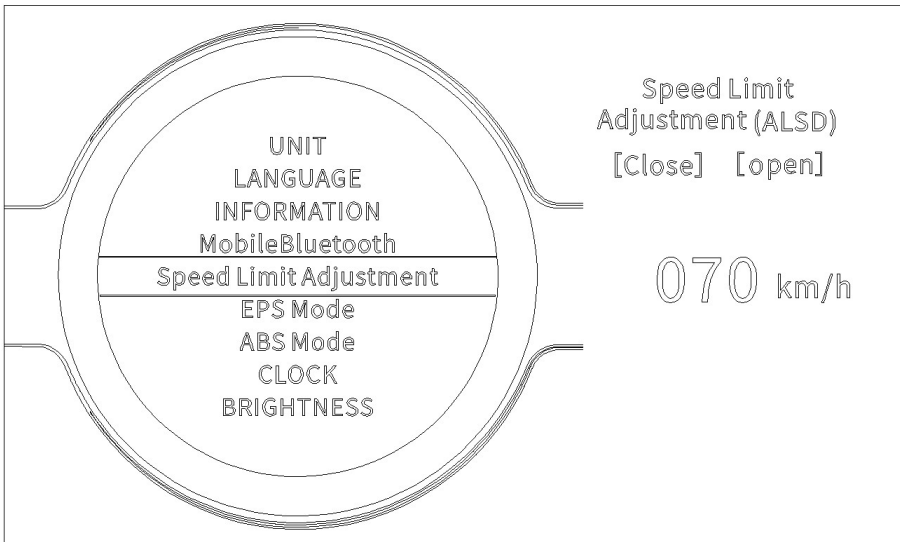 UNIT
LANGUAGE
INFORMATION
MobileBluetooth
Speed Limit Adjustment
EPS Mode
ABS Mode
CLOCK
BRIGHTNESS
Speed Limit
Adjustment (ALSD)
[Close] [open]
070 km/h